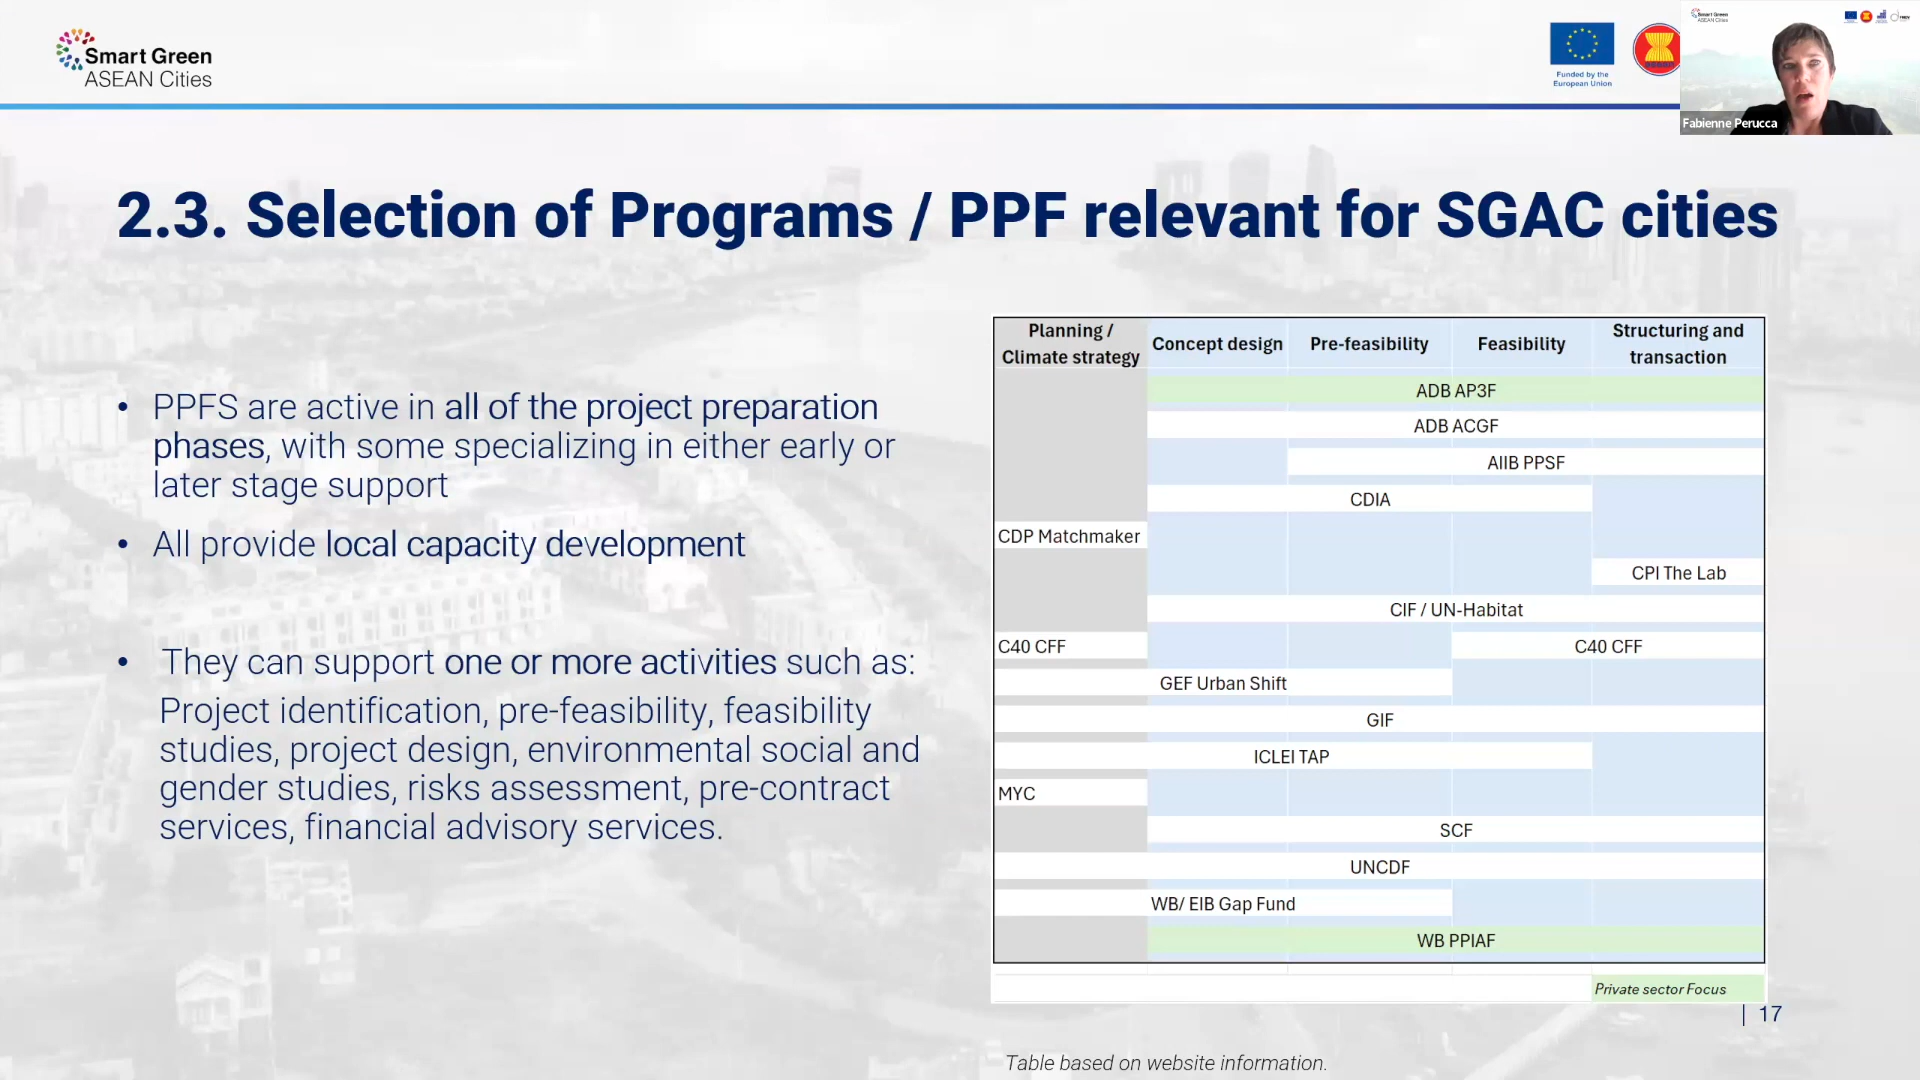 Smart Green
ASEAN Cities
Funded by the
European Union
Smart Green
ASEAN Cities
Fabienne Perucca
2.3. Selection of Programs / PPF relevant for SGAC cities
• PPFS are active in all of the project preparation
phases, with some specializing in either early or
later stage support
• All provide local capacity development
• They can support one or more activities such as:
Project identification, pre-feasibility, feasibility
studies, project design, environmental social and
gender studies, risks assessment, pre-contract
services, financial advisory services.
Planning /
Climate strategy
Concept design
Pre-feasibility
Feasibility
Structuring and
transaction
ADB AP3F
ADB ACGF
AIIB PPSF
CDIA
CDP Matchmaker
CPI The Lab
CIF / UN-Habitat
C40 CFF
C40 CFF
GEF Urban Shift
GIF
ICLEI TAP
MYC
SCF
UNCDF
WB/ EIB Gap Fund
WB PPIAF
Private sector Focus
| 17
Table based on website information.